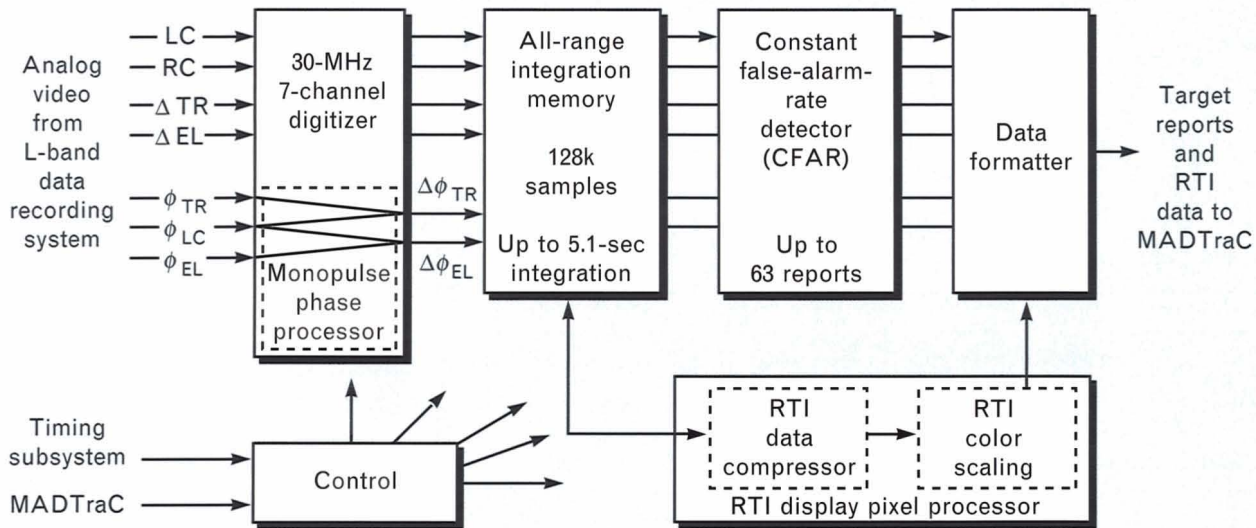 Analog
video
from
L-band
data
recording
system
LC
RC
Δ TR
Δ EL
ϕ TR
ϕ LC
ϕ EL
30-MHz
7-channel
digitizer
Monopulse
phase
processor
Δϕ TR
Δϕ EL
All-range
integration
memory
128k
samples
Up to 5.1-sec
integration
Constant
false-alarm-
rate
detector
(CFAR)
Up to
63 reports
Data
formatter
Target
reports
and
RTI
data to
MADTraC
Timing
subsystem
MADTraC
Control
RTI
data
compressor
RTI
color
scaling
RTI display pixel processor